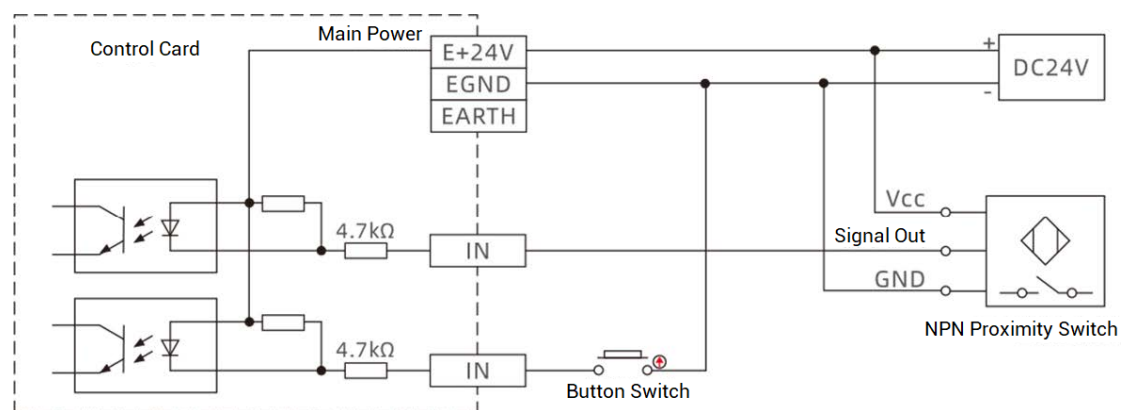 Main Power
Control Card
E+24V
EGND
EARTH
+
-
DC24V
Vcc
4.7kΩ
IN
Signal Out
GND
NPN Proximity Switch
4.7kΩ
IN
Button Switch